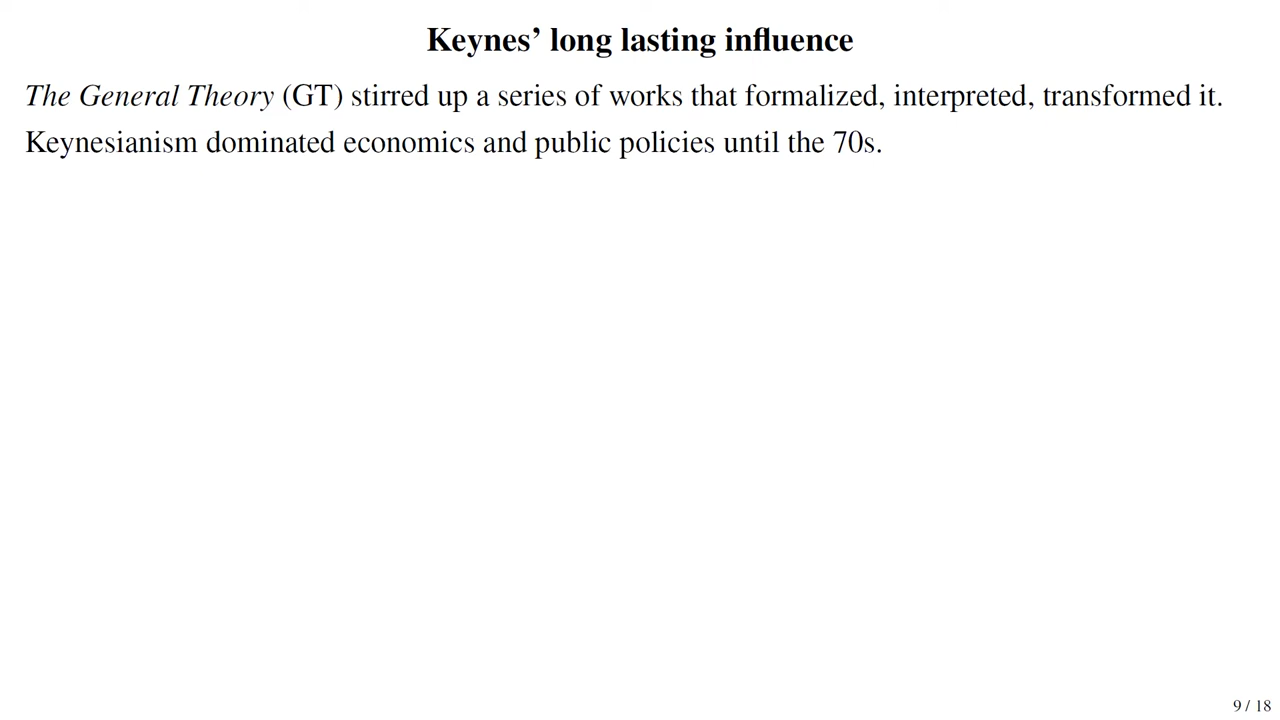 Keynes’ long lasting influence
The General Theory (GT) stirred up a series of works that formalized, interpreted, transformed it.
Keynesianism dominated economics and public policies until the 70s.
9 / 18